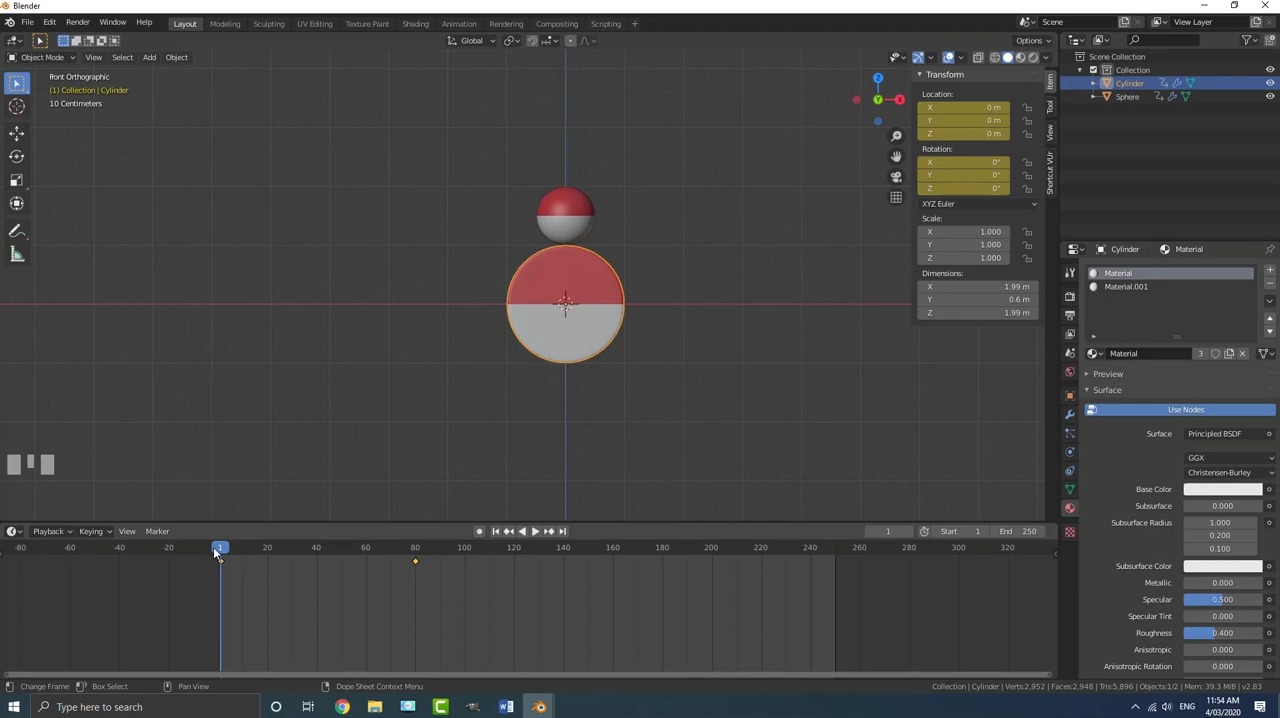 Blender
File Edit Render Window Help Layout Modeling Sculpting UV Editing Texture Paint Shading Animation Rendering Compositing Scripting + Scene View Layer
Global Options
Object Mode View Select Add Object
Front Orthographic
(1) Collection | Cylinder
10 Centimeters
Z
Y
X
Transform
Location:
X 0 m
Y 0 m
Z 0 m
Rotation:
X 0°
Y 0°
Z 0°
XYZ Euler
Scale:
X 1.000
Y 1.000
Z 1.000
Dimensions:
X 1.99 m
Y 0.6 m
Z 1.99 m
Item
Tool
View
Shortcut VUr
Scene Collection
Collection
Cylinder
Sphere
Cylinder Material
Material
Material.001
Material 3
Preview
Surface
Use Nodes
Surface Principled BSDF
GGX
Christensen-Burley
Base Color
Subsurface 0.000
Subsurface Radius 1.000
0.200
0.100
Subsurface Color
Metallic 0.000
Specular 0.500
Specular Tint 0.000
Roughness 0.400
Anisotropic 0.000
Anisotropic Rotation 0.000
Playback Keying View Marker 1 Start 1 End 250
-80 -60 -40 -20 1 20 40 60 80 100 120 140 160 180 200 220 240 260 280 300 320
Change Frame Box Select Pan View Dope Sheet Context Menu Collection | Cylinder | Verts:2,952 | Faces:2,948 | Tris:5,896 | Objects:1/2 | Mem: 39.3 MiB | v2.83
Type here to search
ENG
11:54 AM
4/03/2020